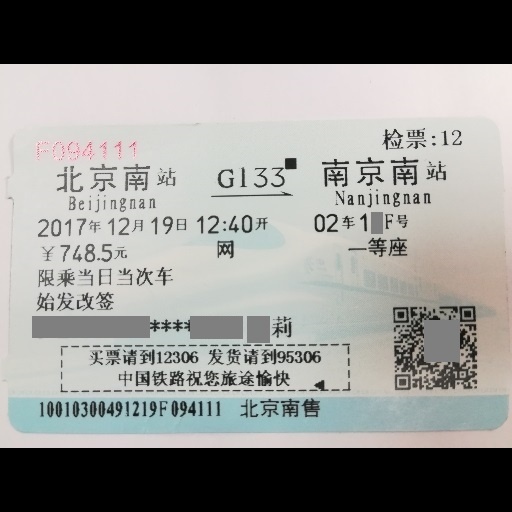 检票:12
F094111
北京南站 G133 南京南站
Beijingnan Nanjingnan
2017年12月19日 12:40开 02车1 F号
¥748.5元 网 一等座
限乘当日当次车
始发改签
**** 莉
买票请到12306 发货请到95306
中国铁路祝您旅途愉快
10010300491219F094111 北京南售